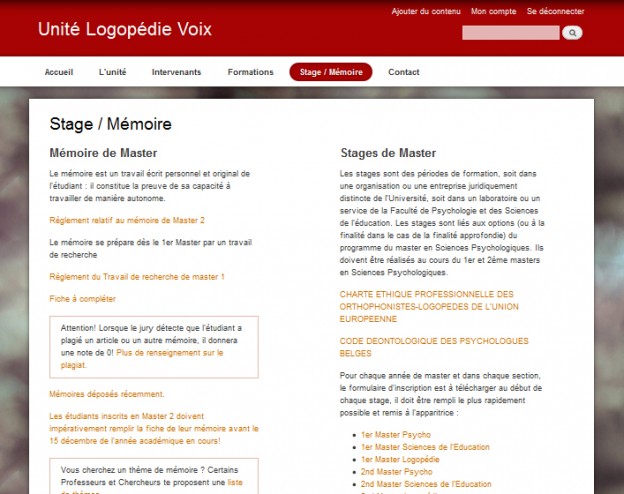 Ajouter du contenu Mon compte Se déconnecter
Unité Logopédie Voix
Accueil L'unité Intervenants Formations Stage / Mémoire Contact
Stage / Mémoire
Mémoire de Master
Le mémoire est un travail écrit personnel et original de
l'étudiant : il constitue la preuve de sa capacité à
travailler de manière autonome.
Règlement relatif au mémoire de Master 2
Le mémoire se prépare dès le 1er Master par un travail
de recherche
Règlement du Travail de recherche de master 1
Fiche à compléter
Attention! Lorsque le jury détecte que l'étudiant a
plagié un article ou un autre mémoire, il donnera
une note de 0! Plus de renseignement sur le
plagiat.
Mémoires déposés récemment.
Les étudiants inscrits en Master 2 doivent
impérativement remplir la fiche de leur mémoire avant le
15 décembre de l'année académique en cours!
Vous cherchez un thème de mémoire ? Certains
Professeurs et Chercheurs te proposent une liste
de thèmes
Stages de Master
Les stages sont des périodes de formation, soit dans
une organisation ou une entreprise juridiquement
distincte de l'Université, soit dans un laboratoire ou un
service de la Faculté de Psychologie et des Sciences
de l'éducation. Les stages sont liés aux options (ou à la
finalité dans le cas de la finalité approfondie) du
programme du master en Sciences Psychologiques. Ils
doivent être réalisés au cours du 1er et 2ème masters
en Sciences Psychologiques.
CHARTE ETHIQUE PROFESSIONNELLE DES
ORTHOPHONISTES-LOGOPEDES DE L'UNION
EUROPEENNE
CODE DEONTOLOGIQUE DES PSYCHOLOGUES
BELGES
Pour chaque année de master et dans chaque section,
le formulaire d'inscription est à télécharger au début de
chaque stage, il doit être rempli le plus rapidement
possible et remis à l'apparitrice :
1er Master Psycho
1er Master Sciences de l'Education
1er Master Logopédie
2nd Master Psycho
2nd Master Sciences de l'Education